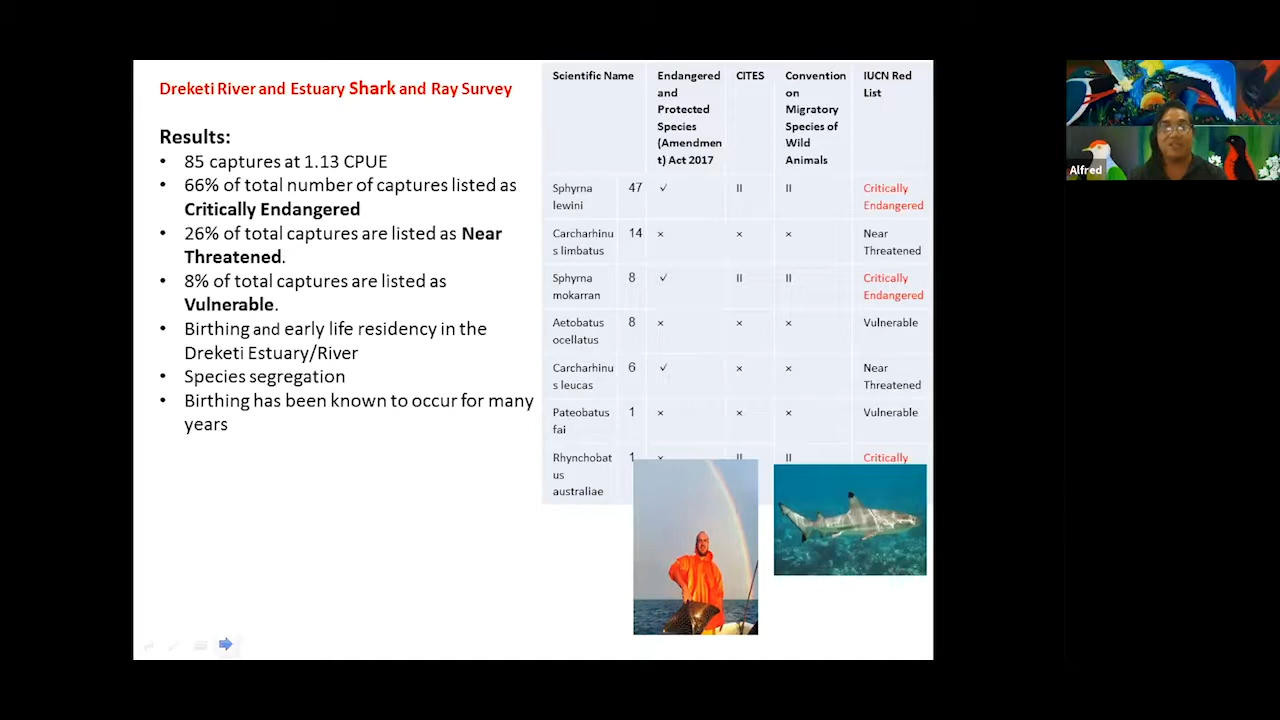 Dreketi River and Estuary Shark and Ray Survey
Results:
• 85 captures at 1.13 CPUE
• 66% of total number of captures listed as
Critically Endangered
• 26% of total captures are listed as Near
Threatened.
• 8% of total captures are listed as
Vulnerable.
• Birthing and early life residency in the
Dreketi Estuary/River
• Species segregation
• Birthing has been known to occur for many
years
Scientific Name
Endangered
and
Protected
Species
(Amendmen
t) Act 2017
CITES
Convention
on
Migratory
Species of
Wild
Animals
IUCN Red
List
Sphyrna 47 ✓ II II Critically
lewini Endangered
Carcharhinu 14 × × × Near
s limbatus Threatened
Sphyrna 8 ✓ II II Critically
mokarran Endangered
Aetobatus 8 × × × Vulnerable
ocellatus
Carcharhinu 6 ✓ × × Near
s leucas Threatened
Pateobatus 1 × × × Vulnerable
fai
Rhynchobat 1 × II II Critically
us
australiae
Alfred